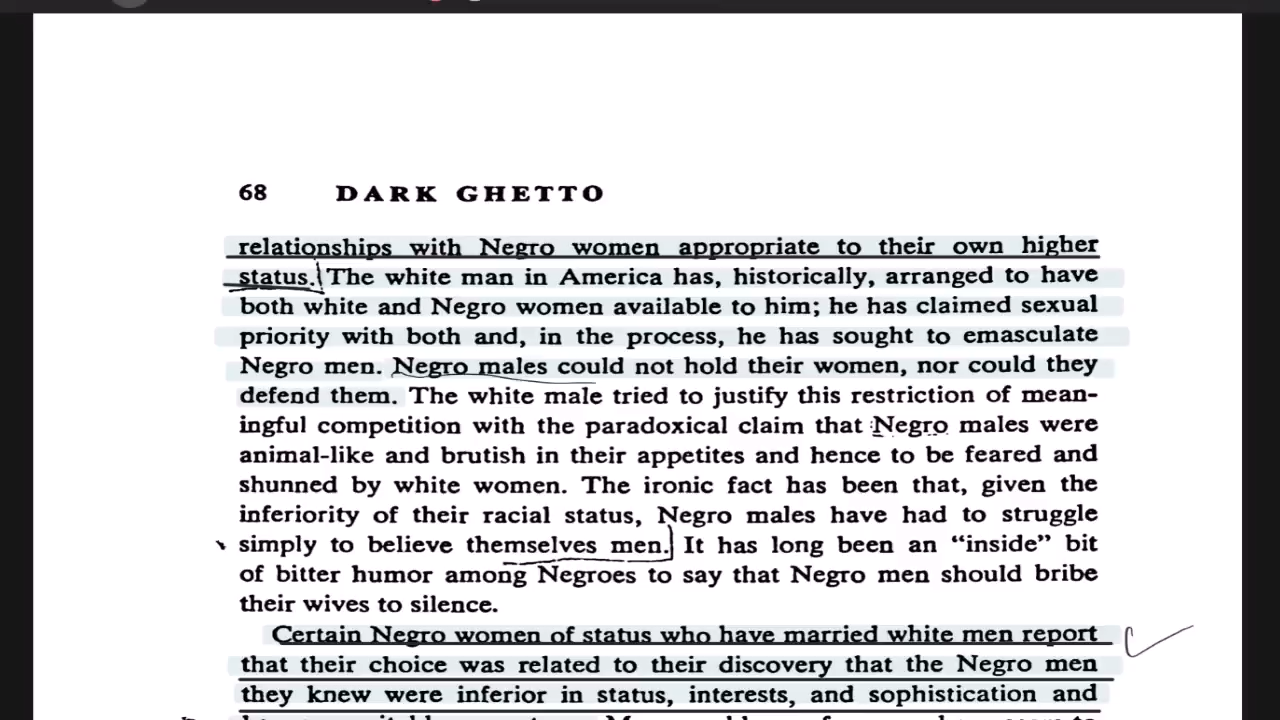 68 DARK GHETTO
relationships with Negro women appropriate to their own higher
status. The white man in America has, historically, arranged to have
both white and Negro women available to him; he has claimed sexual
priority with both and, in the process, he has sought to emasculate
Negro men. Negro males could not hold their women, nor could they
defend them. The white male tried to justify this restriction of mean-
ingful competition with the paradoxical claim that Negro males were
animal-like and brutish in their appetites and hence to be feared and
shunned by white women. The ironic fact has been that, given the
inferiority of their racial status, Negro males have had to struggle
simply to believe themselves men. It has long been an “inside” bit
of bitter humor among Negroes to say that Negro men should bribe
their wives to silence.
Certain Negro women of status who have married white men report
that their choice was related to their discovery that the Negro men
they knew were inferior in status, interests, and sophistication and